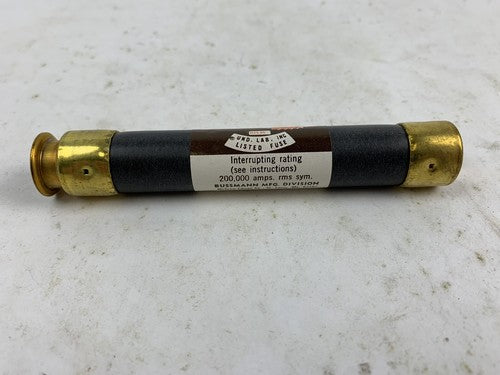 UND. LAB. INC.
LISTED FUSE
Interrupting rating
(see instructions)
200,000 amps. rms sym.
BUSSMANN MFG. DIVISION